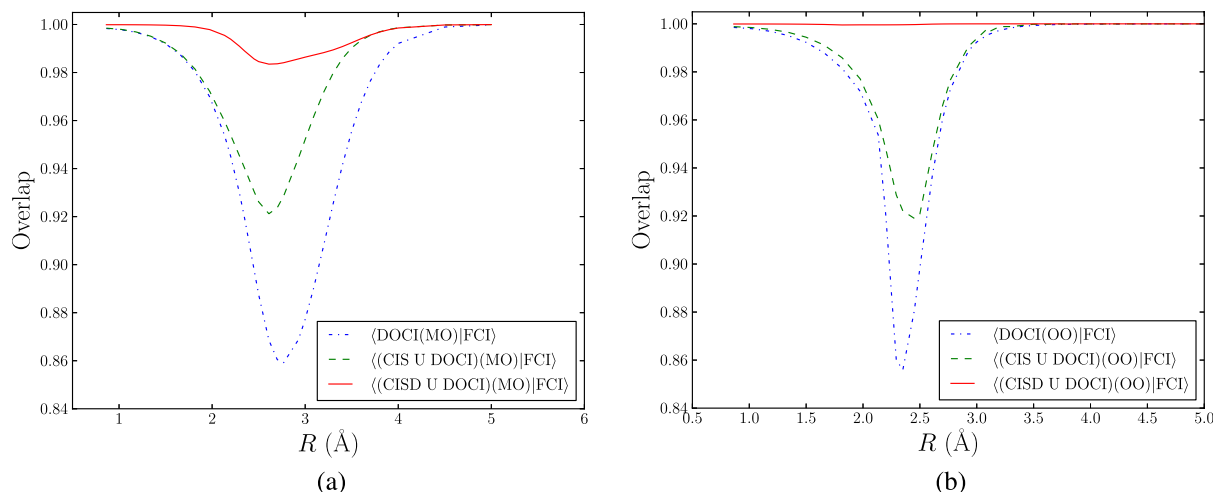 1.00
0.98
0.96
0.94
0.92
0.90
0.88
0.86
0.84
Overlap
⟨DOCI(MO)|FCI⟩
⟨(CIS U DOCI)(MO)|FCI⟩
⟨(CISD U DOCI)(MO)|FCI⟩
1 2 3 4 5 6
R (Å)
(a)
1.00
0.98
0.96
0.94
0.92
0.90
0.88
0.86
0.84
Overlap
⟨DOCI(OO)|FCI⟩
⟨(CIS U DOCI)(OO)|FCI⟩
⟨(CISD U DOCI)(OO)|FCI⟩
0.5 1.0 1.5 2.0 2.5 3.0 3.5 4.0 4.5 5.0
R (Å)
(b)